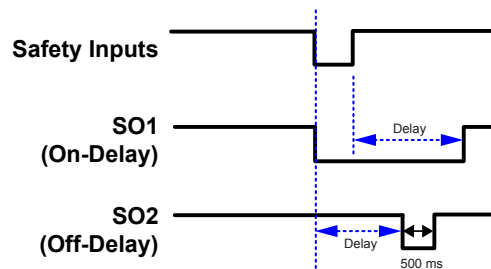 Safety Inputs
SO1
(On-Delay)
Delay
SO2
(Off-Delay)
Delay
500 ms